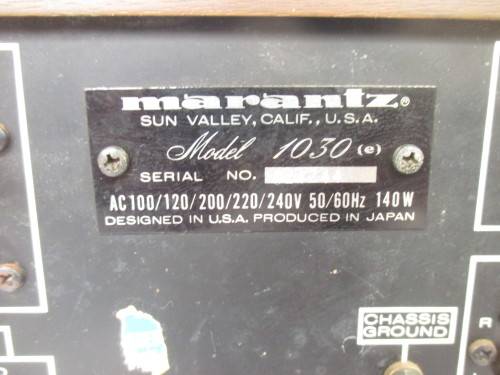 marantz®
SUN VALLEY, CALIF., U.S.A.
Model 1030 (e)
SERIAL NO.
AC100/120/200/220/240V 50/60Hz 140W
DESIGNED IN U.S.A. PRODUCED IN JAPAN
CHASSIS
GROUND
R